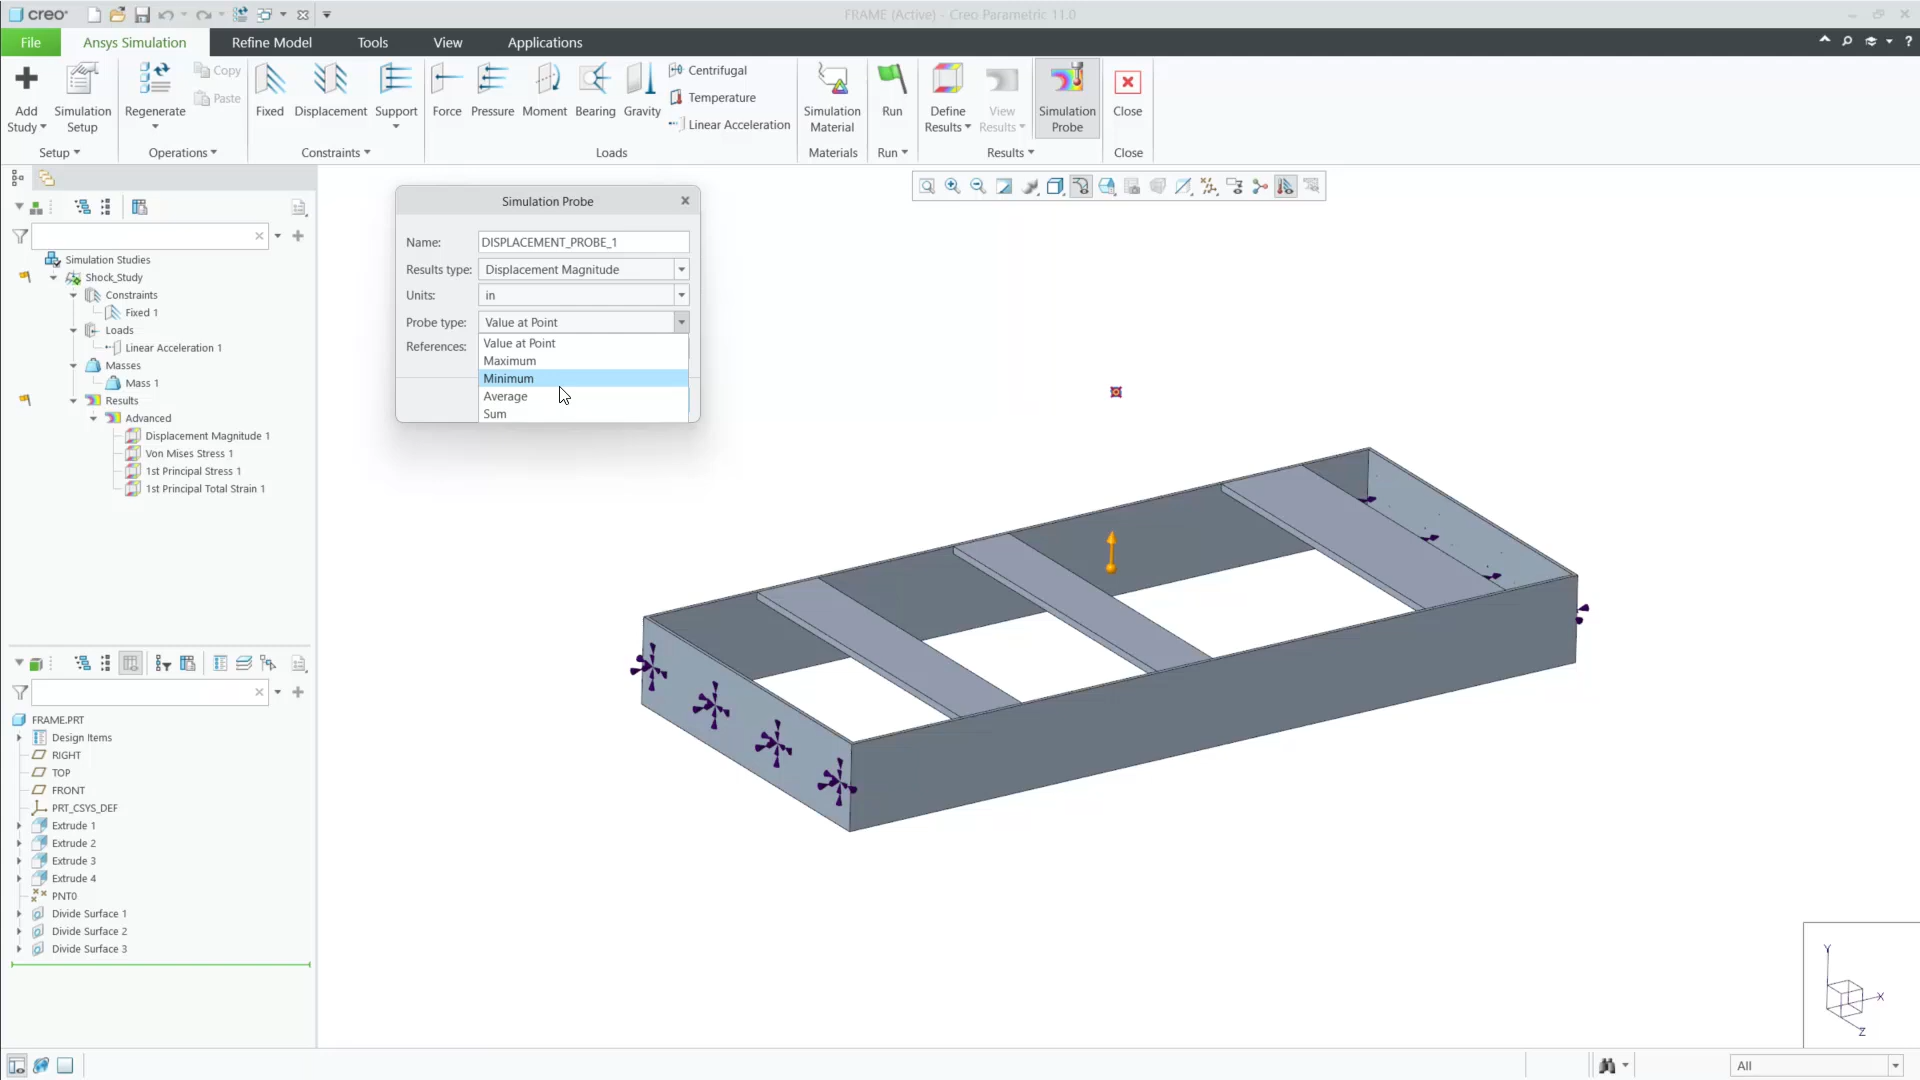 creo
FRAME (Active) - Creo Parametric 11.0
File
Ansys Simulation
Refine Model
Tools
View
Applications
?
Add
Study
Simulation
Setup
Setup
Regenerate
Copy
Paste
Operations
Fixed
Displacement
Support
Constraints
Force
Pressure
Moment
Bearing
Gravity
Centrifugal
Temperature
Linear Acceleration
Loads
Simulation
Material
Materials
Run
Run
Define
Results
View
Results
Simulation
Probe
Results
Close
Close
Simulation Studies
Shock_Study
Constraints
Fixed 1
Loads
Linear Acceleration 1
Masses
Mass 1
Results
Advanced
Displacement Magnitude 1
Von Mises Stress 1
1st Principal Stress 1
1st Principal Total Strain 1
FRAME.PRT
Design Items
RIGHT
TOP
FRONT
PRT_CSYS_DEF
Extrude 1
Extrude 2
Extrude 3
Extrude 4
PNT0
Divide Surface 1
Divide Surface 2
Divide Surface 3
Simulation Probe
Name: DISPLACEMENT_PROBE_1
Results type: Displacement Magnitude
Units: in
Probe type: Value at Point
References:
Value at Point
Maximum
Minimum
Average
Sum
Y
X
Z
All